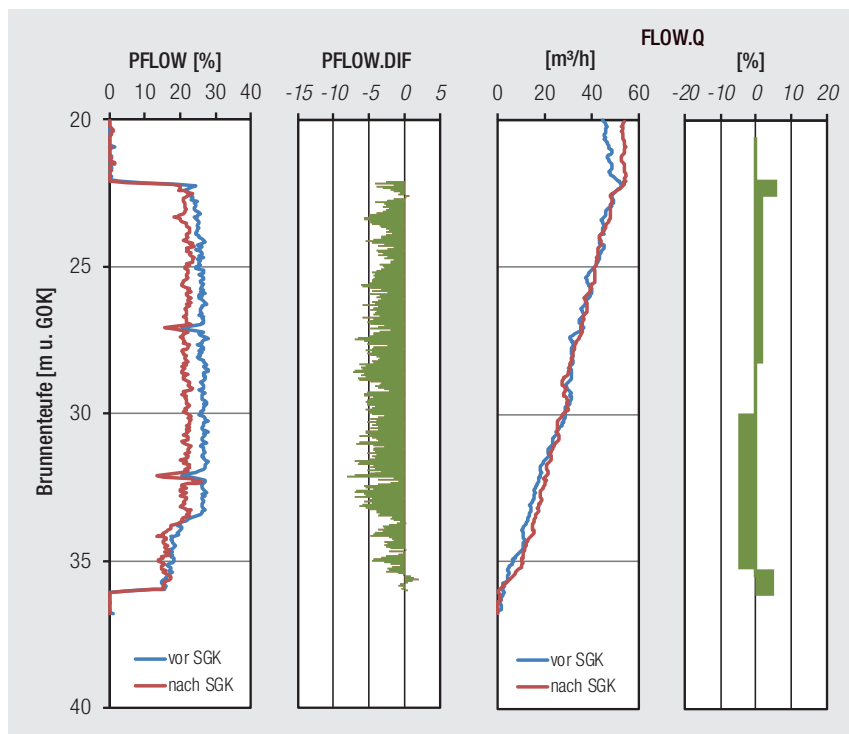 FLOW.Q
PFLOW [%]
PFLOW.DIF
[m³/h]
[%]
0 10 20 30 40
-15 -10 -5 0 5
0 20 40 60
-20 -10 0 10 20
20
25
30
35
40
Brunnenteufe [m u. GOK]
vor SGK
nach SGK
vor SGK
nach SGK